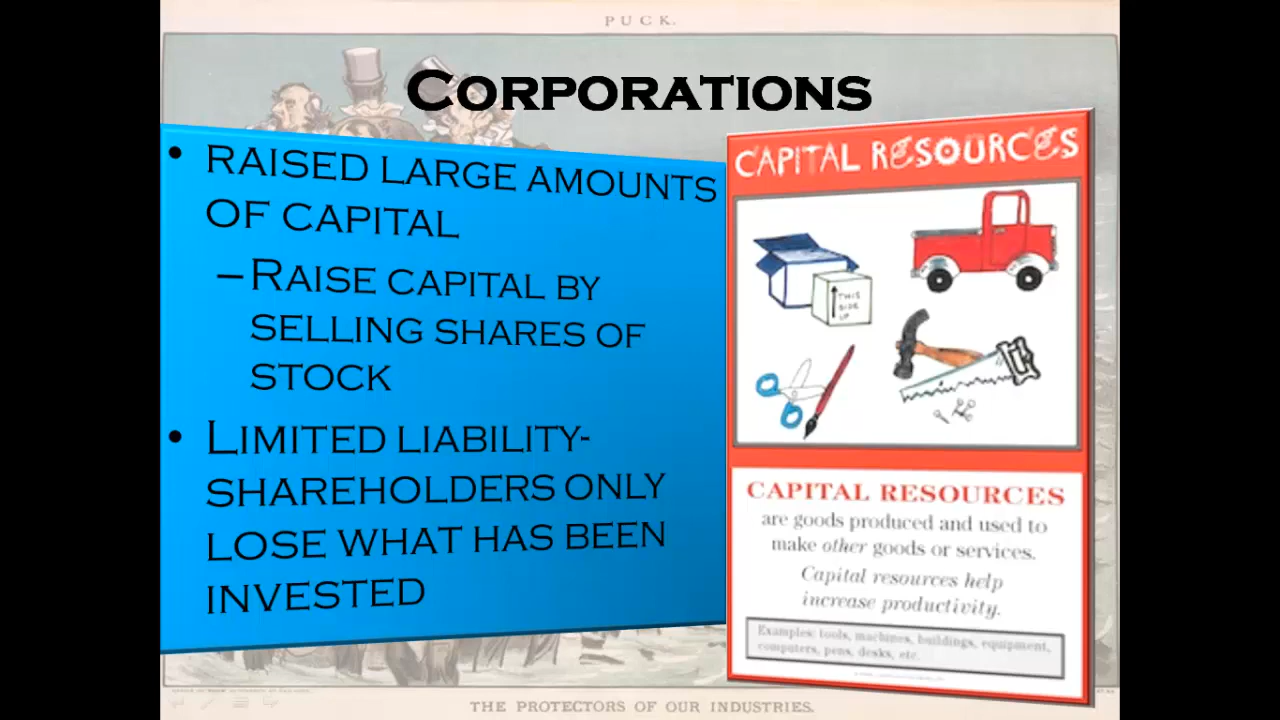 PUCK.
CORPORATIONS
• RAISED LARGE AMOUNTS
OF CAPITAL
–RAISE CAPITAL BY
SELLING SHARES OF
STOCK
• LIMITED LIABILITY-
SHAREHOLDERS ONLY
LOSE WHAT HAS BEEN
INVESTED
CAPITAL RESOURCES
THIS
SIDE
UP
CAPITAL RESOURCES
are goods produced and used to
make other goods or services.
Capital resources help
increase productivity.
Examples: tools, machines, buildings, equipment,
computers, pens, desks, etc.
THE PROTECTORS OF OUR INDUSTRIES.